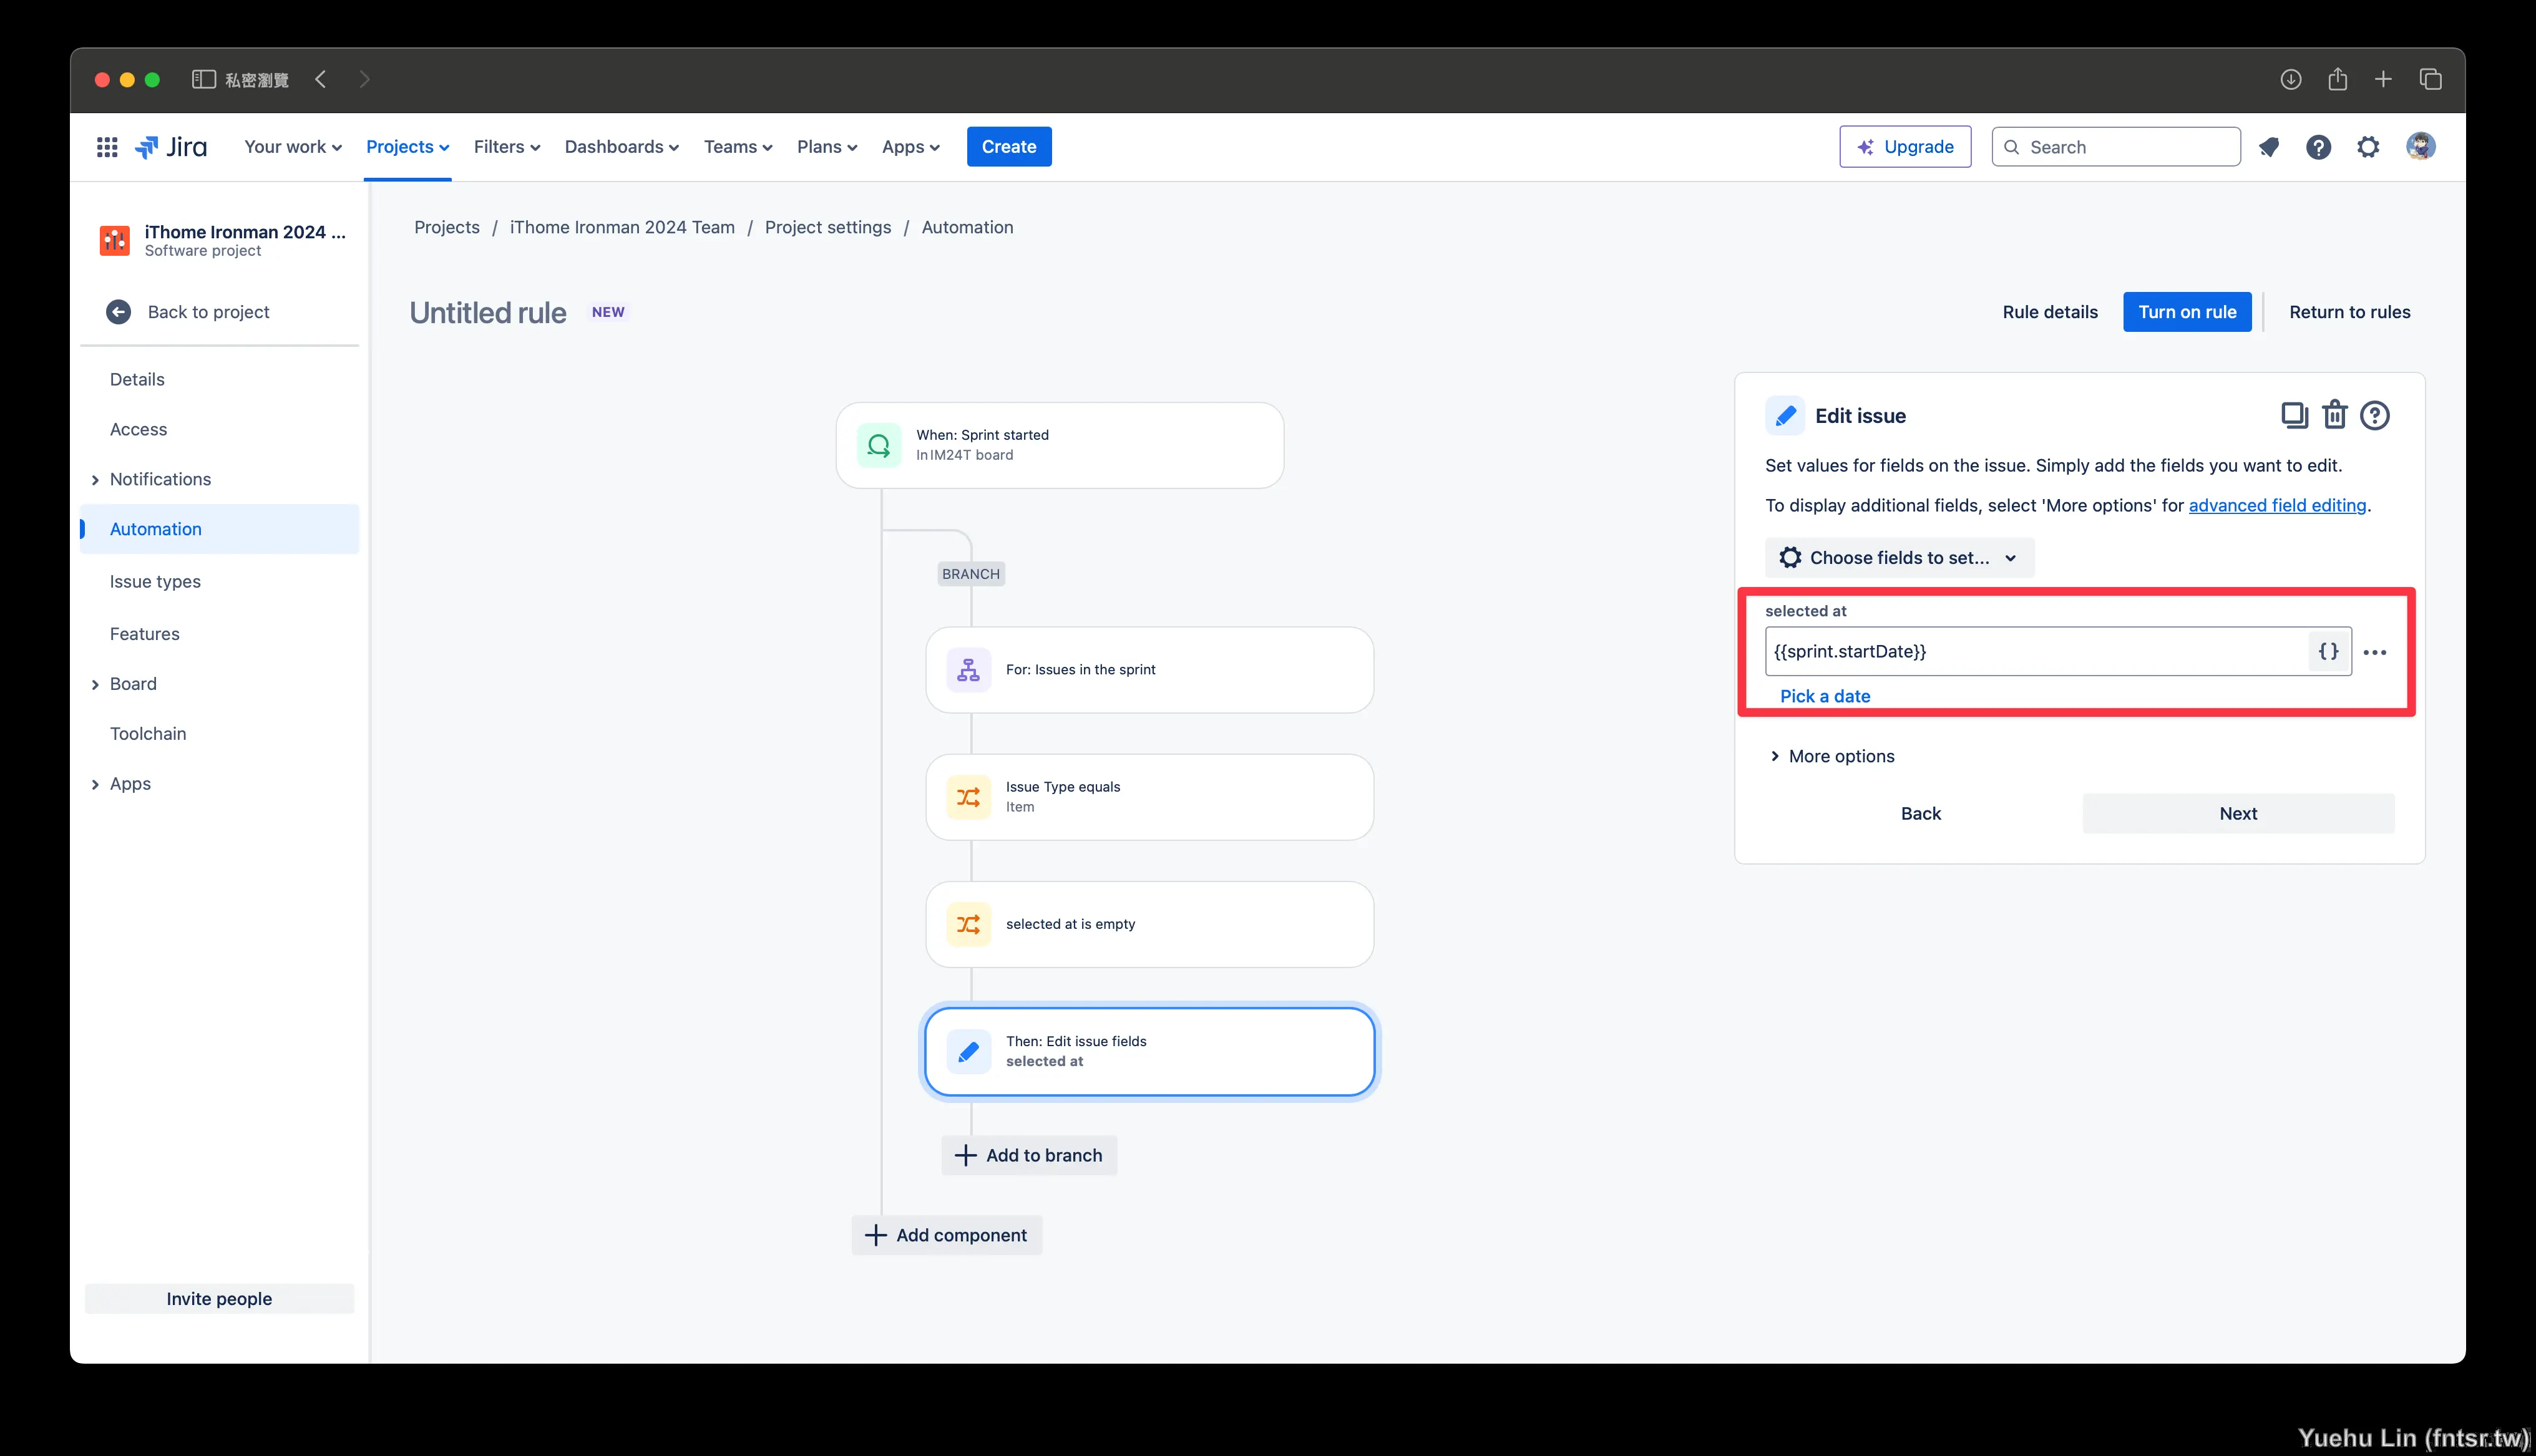 私密瀏覽
Jira
Your work
Projects
Filters
Dashboards
Teams
Plans
Apps
Create
Upgrade
Search
iThome Ironman 2024 ...
Software project
Back to project
Details
Access
Notifications
Automation
Issue types
Features
Board
Toolchain
Apps
Invite people
Projects / iThome Ironman 2024 Team / Project settings / Automation
Untitled rule NEW
Rule details
Turn on rule
Return to rules
When: Sprint started
In IM24T board
BRANCH
For: Issues in the sprint
Issue Type equals
Item
selected at is empty
Then: Edit issue fields
selected at
Add to branch
Add component
Edit issue
Set values for fields on the issue. Simply add the fields you want to edit.
To display additional fields, select 'More options' for advanced field editing.
Choose fields to set...
selected at
{{sprint.startDate}}
{}
Pick a date
More options
Back
Next
Yuehu Lin (fntsr.tw)